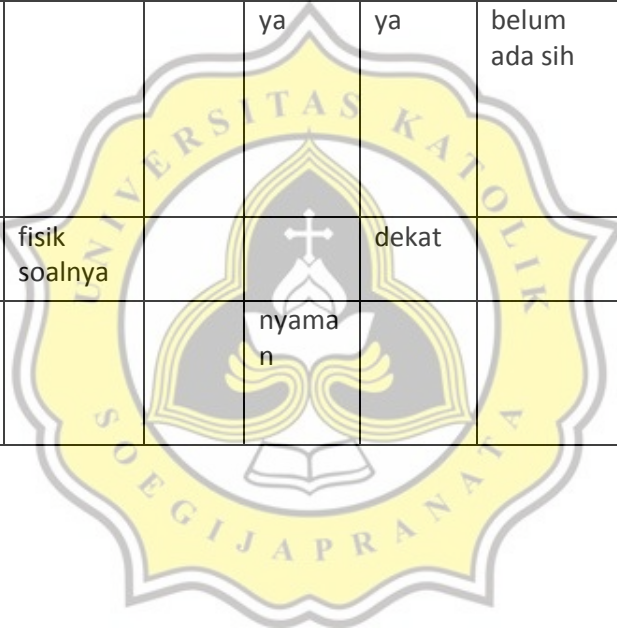 ya ya belum
ada sih
fisik dekat
soalnya
nyama
n
UNIVERSITAS KATOLIK
SOEGIJAPRANATA